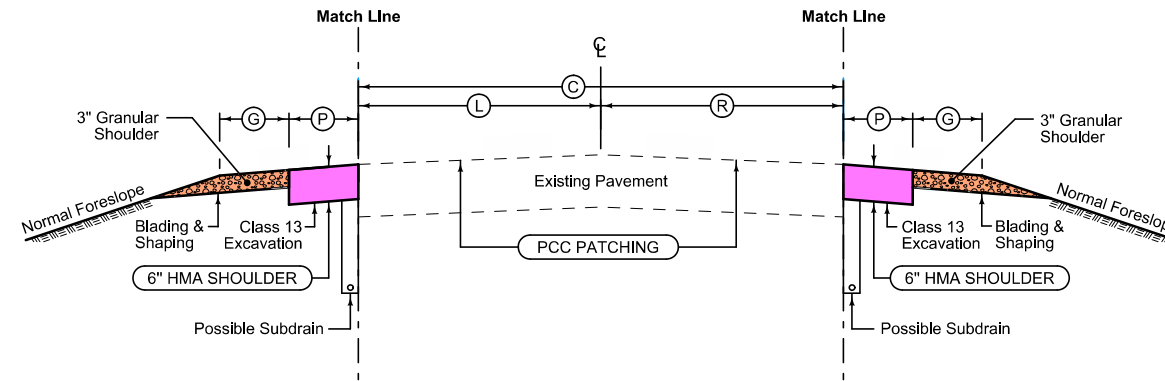 Match LIne
Match LIne
CL
C
L
R
3" Granular
Shoulder
G
P
P
G
3" Granular
Shoulder
Normal Foreslope
Existing Pavement
Normal Foreslop
Blading &
Shaping
Class 13
Excavation
PCC PATCHING
Class 13
Excavation
Blading &
Shaping
6" HMA SHOULDER
6" HMA SHOULDER
Possible Subdrain
Possible Subdrain